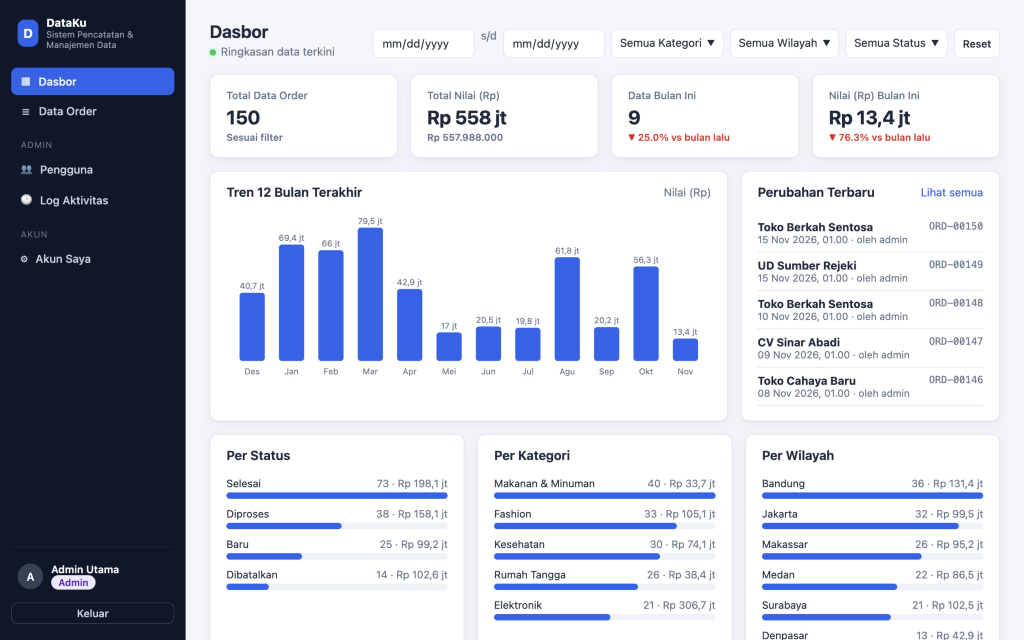 D
DataKu
Sistem Pencatatan &
Manajemen Data
Dasbor
Data Order
ADMIN
Pengguna
Log Aktivitas
AKUN
Akun Saya
A
Admin Utama
Admin
Keluar
Dasbor
Ringkasan data terkini
mm/dd/yyyy
s/d
mm/dd/yyyy
Semua Kategori ▼
Semua Wilayah ▼
Semua Status ▼
Reset
Total Data Order
150
Sesuai filter
Total Nilai (Rp)
Rp 558 jt
Rp 557.988.000
Data Bulan Ini
9
▼ 25.0% vs bulan lalu
Nilai (Rp) Bulan Ini
Rp 13,4 jt
▼ 76.3% vs bulan lalu
Tren 12 Bulan Terakhir
Nilai (Rp)
40,7 jt
69,4 jt
66 jt
79,5 jt
42,9 jt
17 jt
20,5 jt
19,8 jt
61,8 jt
20,2 jt
56,3 jt
13,4 jt
Des
Jan
Feb
Mar
Apr
Mei
Jun
Jul
Agu
Sep
Okt
Nov
Perubahan Terbaru
Lihat semua
Toko Berkah Sentosa
ORD-00150
15 Nov 2026, 01.00 · oleh admin
UD Sumber Rejeki
ORD-00149
15 Nov 2026, 01.00 · oleh admin
Toko Berkah Sentosa
ORD-00148
10 Nov 2026, 01.00 · oleh admin
CV Sinar Abadi
ORD-00147
09 Nov 2026, 01.00 · oleh admin
Toko Cahaya Baru
ORD-00146
08 Nov 2026, 01.00 · oleh admin
Per Status
Selesai
73 · Rp 198,1 jt
Diproses
38 · Rp 158,1 jt
Baru
25 · Rp 99,2 jt
Dibatalkan
14 · Rp 102,6 jt
Per Kategori
Makanan & Minuman
40 · Rp 33,7 jt
Fashion
33 · Rp 105,1 jt
Kesehatan
30 · Rp 74,1 jt
Rumah Tangga
26 · Rp 38,4 jt
Elektronik
21 · Rp 306,7 jt
Per Wilayah
Bandung
36 · Rp 131,4 jt
Jakarta
32 · Rp 99,5 jt
Makassar
26 · Rp 95,2 jt
Medan
22 · Rp 86,5 jt
Surabaya
21 · Rp 102,5 jt
Denpasar
13 · Rp 42,9 jt